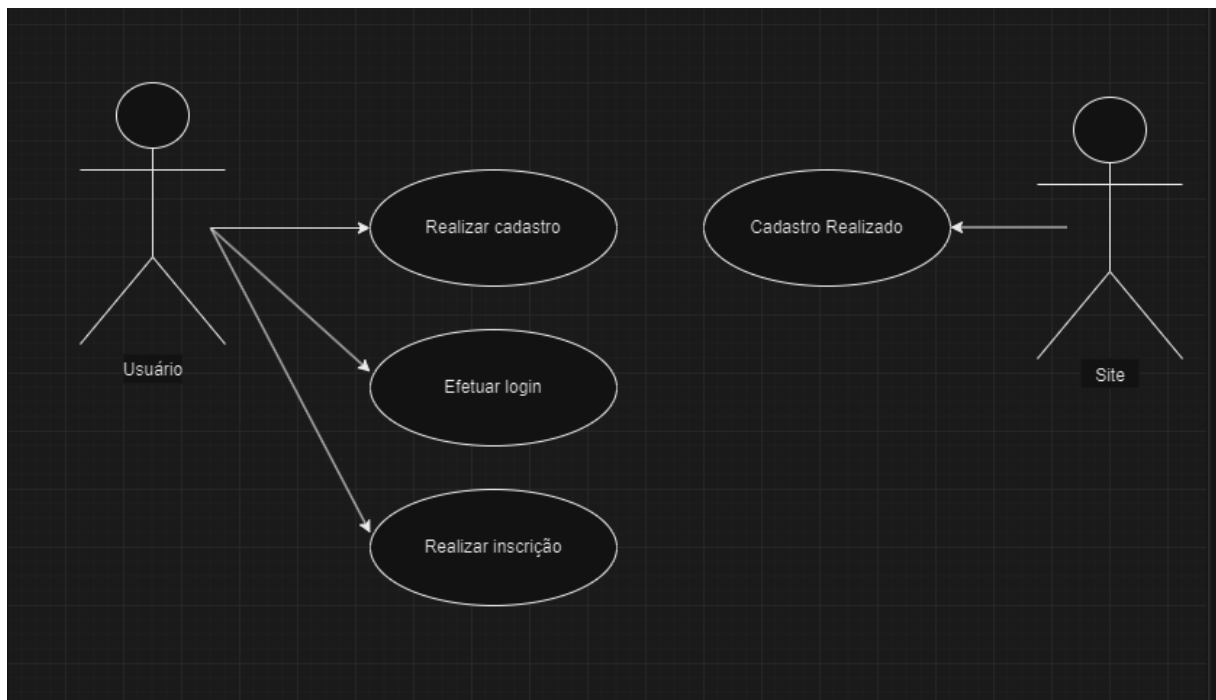 Realizar cadastro
Cadastro Realizado
Usuário
Site
Efetuar login
Realizar inscrição